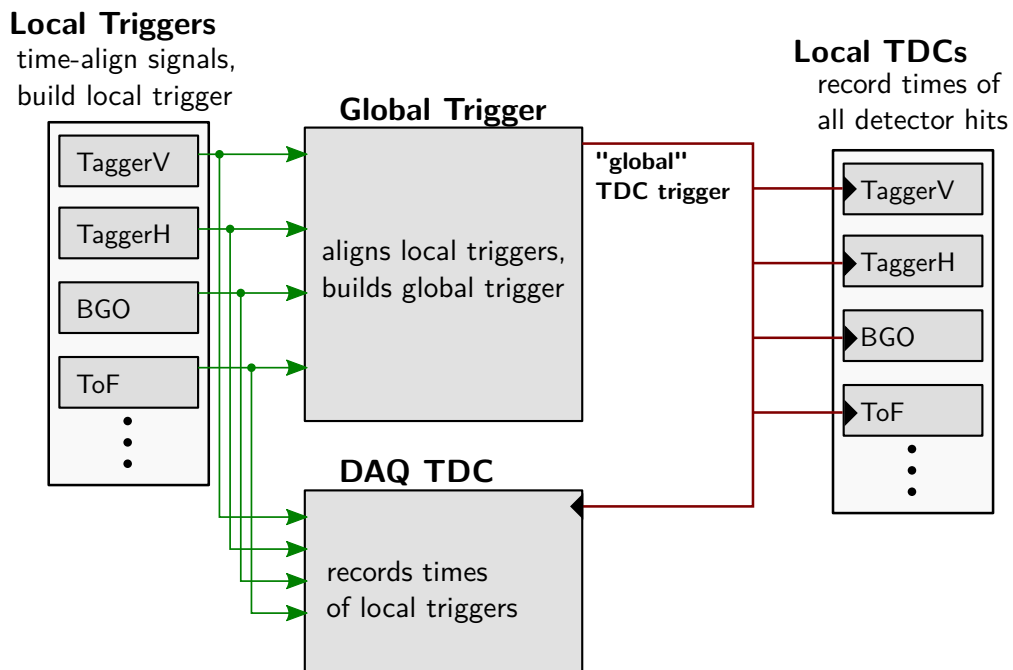 Local Triggers
time-align signals,
build local trigger
TaggerV
TaggerH
BGO
ToF
Global Trigger
aligns local triggers,
builds global trigger
"global"
TDC trigger
DAQ TDC
records times
of local triggers
Local TDCs
record times of
all detector hits
TaggerV
TaggerH
BGO
ToF